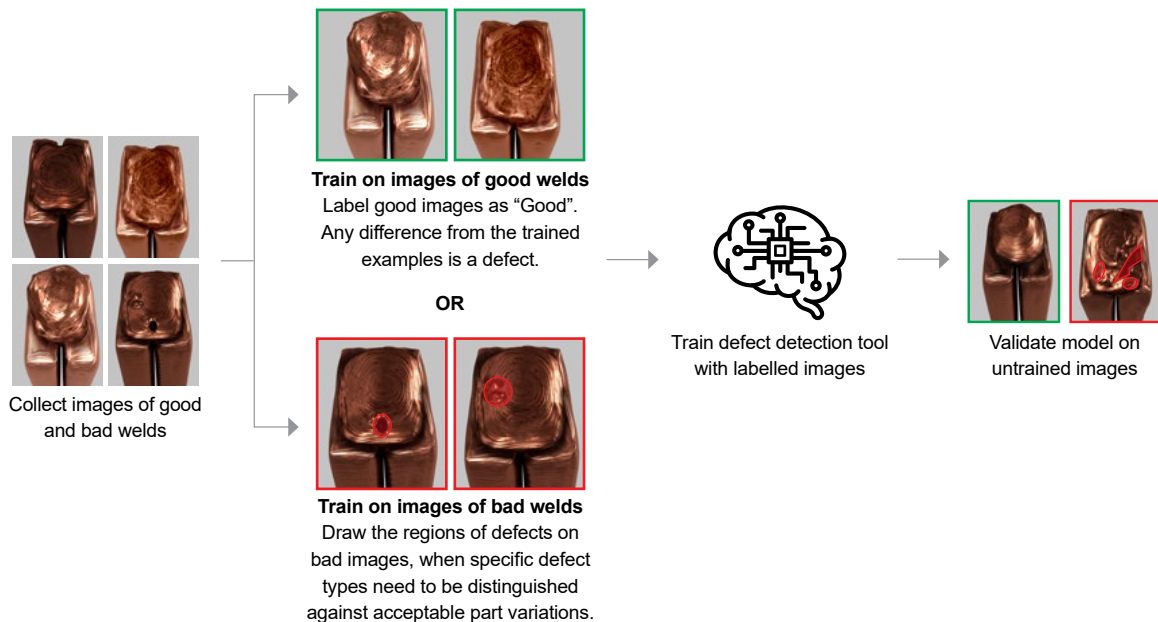 Collect images of good
and bad welds
Train on images of good welds
Label good images as “Good”.
Any difference from the trained
examples is a defect.
OR
Train on images of bad welds
Draw the regions of defects on
bad images, when specific defect
types need to be distinguished
against acceptable part variations.
Train defect detection tool
with labelled images
Validate model on
untrained images